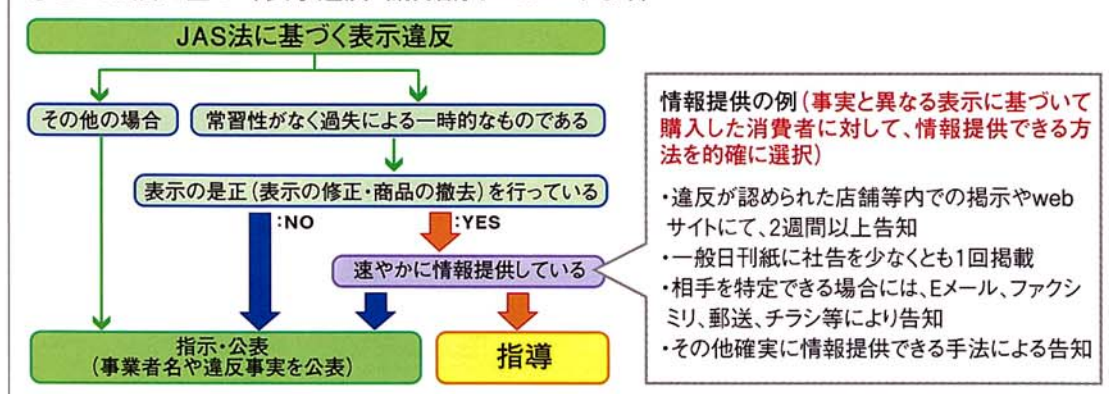 JAS法に基づく表示違反
その他の場合
常習性がなく過失による一時的なものである
表示の是正(表示の修正・商品の撤去)を行っている
:NO
:YES
速やかに情報提供している
指示・公表
(事業者名や違反事実を公表)
指導
情報提供の例(事実と異なる表示に基づいて
購入した消費者に対して、情報提供できる方
法を的確に選択)
・違反が認められた店舗等内での掲示やweb
サイトにて、2週間以上告知
・一般日刊紙に社告を少なくとも1回掲載
・相手を特定できる場合には、Eメール、ファクシ
ミリ、郵送、チラシ等により告知
・その他確実に情報提供できる手法による告知